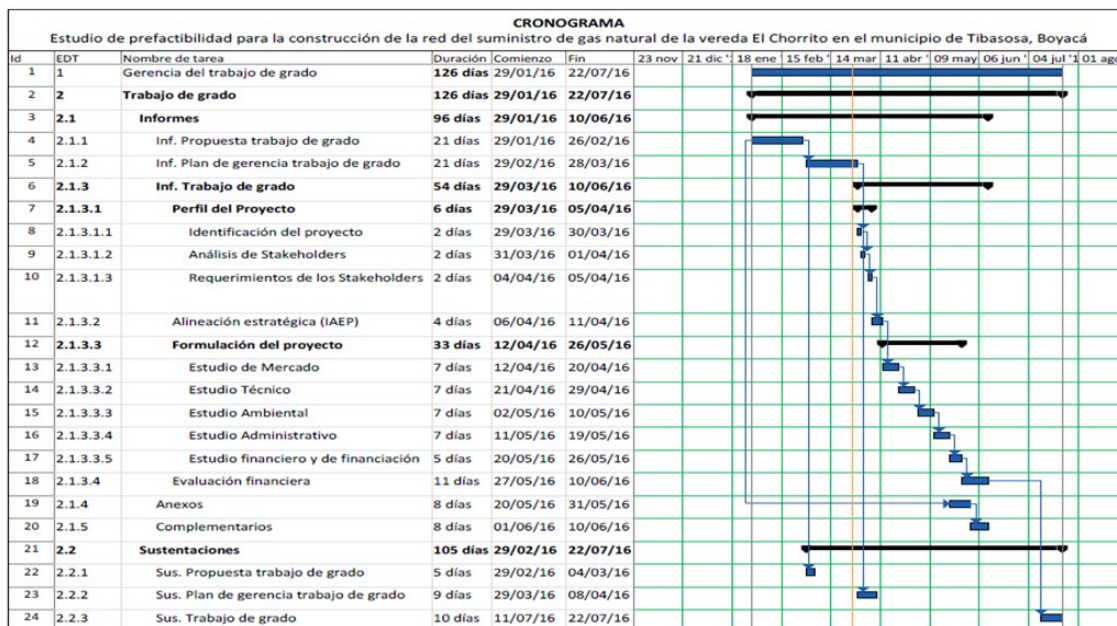 CRONOGRAMA
Estudio de prefactibilidad para la construcción de la red del suministro de gas natural de la vereda El Chorrito en el municipio de Tibasosa, Boyacá
Id EDT Nombre de tarea Duración Comienzo Fin 23 nov 21 dic '1 18 ene '1 15 feb ' 14 mar 11 abr ' 09 may 06 jun ' 04 jul '1 01 ago
1 1 Gerencia del trabajo de grado 126 días 29/01/16 22/07/16
2 2 Trabajo de grado 126 días 29/01/16 22/07/16
3 2.1 Informes 96 días 29/01/16 10/06/16
4 2.1.1 Inf. Propuesta trabajo de grado 21 días 29/01/16 26/02/16
5 2.1.2 Inf. Plan de gerencia trabajo de grado 21 días 29/02/16 28/03/16
6 2.1.3 Inf. Trabajo de grado 54 días 29/03/16 10/06/16
7 2.1.3.1 Perfil del Proyecto 6 días 29/03/16 05/04/16
8 2.1.3.1.1 Identificación del proyecto 2 días 29/03/16 30/03/16
9 2.1.3.1.2 Análisis de Stakeholders 2 días 31/03/16 01/04/16
10 2.1.3.1.3 Requerimientos de los Stakeholders 2 días 04/04/16 05/04/16
11 2.1.3.2 Alineación estratégica (IAEP) 4 días 06/04/16 11/04/16
12 2.1.3.3 Formulación del proyecto 33 días 12/04/16 26/05/16
13 2.1.3.3.1 Estudio de Mercado 7 días 12/04/16 20/04/16
14 2.1.3.3.2 Estudio Técnico 7 días 21/04/16 29/04/16
15 2.1.3.3.3 Estudio Ambiental 7 días 02/05/16 10/05/16
16 2.1.3.3.4 Estudio Administrativo 7 días 11/05/16 19/05/16
17 2.1.3.3.5 Estudio financiero y de financiación 5 días 20/05/16 26/05/16
18 2.1.3.4 Evaluación financiera 11 días 27/05/16 10/06/16
19 2.1.4 Anexos 8 días 20/05/16 31/05/16
20 2.1.5 Complementarios 8 días 01/06/16 10/06/16
21 2.2 Sustentaciones 105 días 29/02/16 22/07/16
22 2.2.1 Sus. Propuesta trabajo de grado 5 días 29/02/16 04/03/16
23 2.2.2 Sus. Plan de gerencia trabajo de grado 9 días 29/03/16 08/04/16
24 2.2.3 Sus. Trabajo de grado 10 días 11/07/16 22/07/16